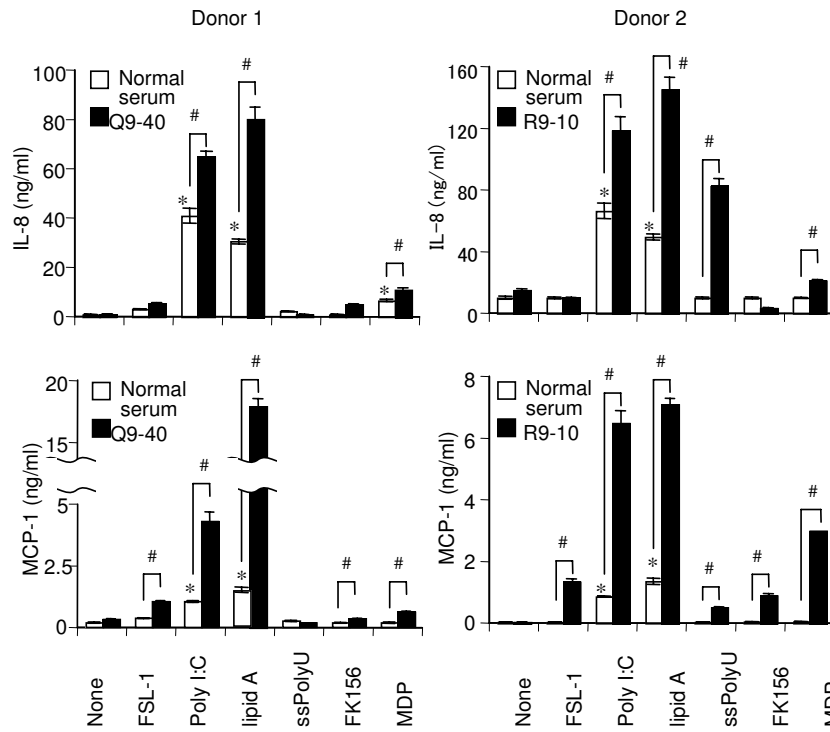 Donor 1
Donor 2
100
80
60
40
20
0
IL-8 (ng/ml)
Normal
serum
Q9-40
#
#
*
*
#
*
160
120
80
40
0
IL-8 (ng/ml)
Normal
serum
R9-10
#
#
#
*
*
#
20
15
5
2.5
0
MCP-1 (ng/ml)
Normal
serum
Q9-40
#
#
#
*
*
#
#
8
6
4
2
0
MCP-1 (ng/ml)
Normal
serum
R9-10
#
#
#
#
*
*
#
#
#
None
FSL-1
Poly I:C
lipid A
ssPolyU
FK156
MDP
None
FSL-1
Poly I:C
lipid A
ssPolyU
FK156
MDP